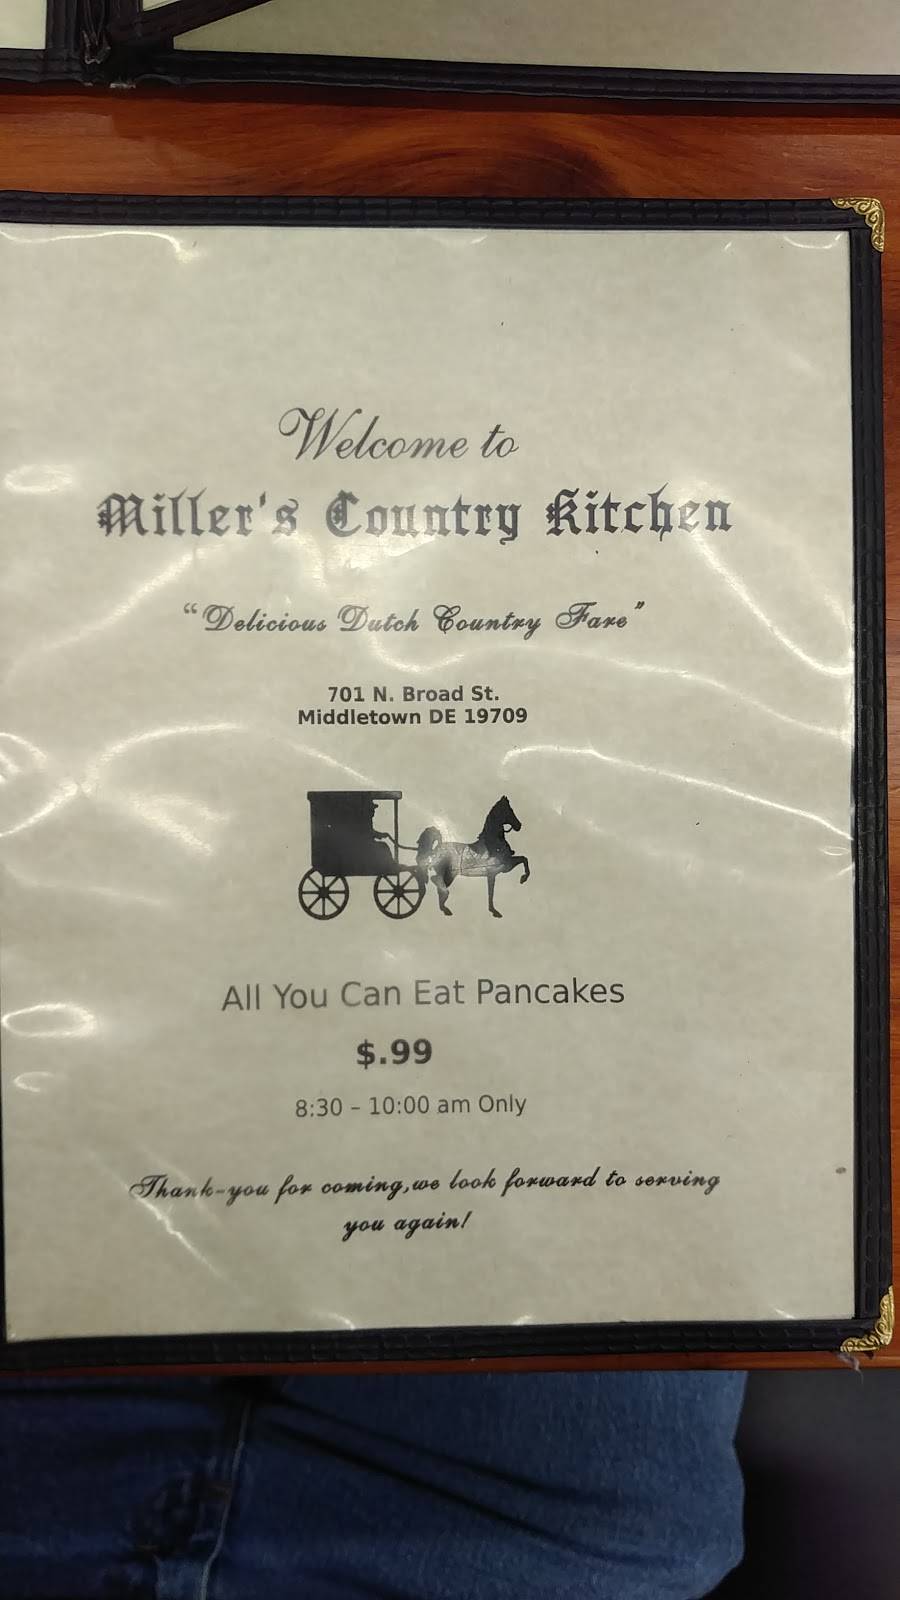 Welcome to
Miller's Country Kitchen
“Delicious Dutch Country Fare”
701 N. Broad St.
Middletown DE 19709
All You Can Eat Pancakes
$.99
8:30 – 10:00 am Only
Thank-you for coming,we look forward to serving
you again!